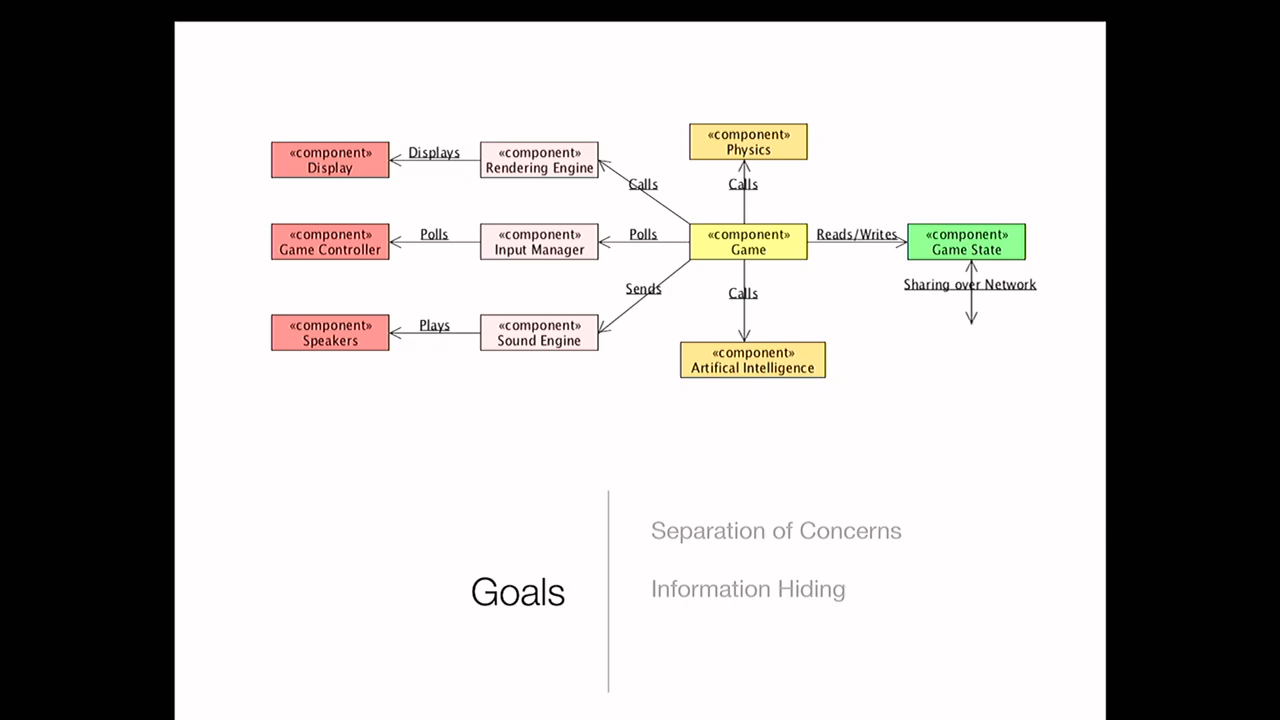 «component»
Physics
«component»
Display
Displays
«component»
Rendering Engine
Calls
Calls
«component»
Game Controller
Polls
«component»
Input Manager
Polls
«component»
Game
Reads/Writes
«component»
Game State
Sharing over Network
Sends
Calls
«component»
Speakers
Plays
«component»
Sound Engine
«component»
Artifical Intelligence
Goals
Separation of Concerns
Information Hiding